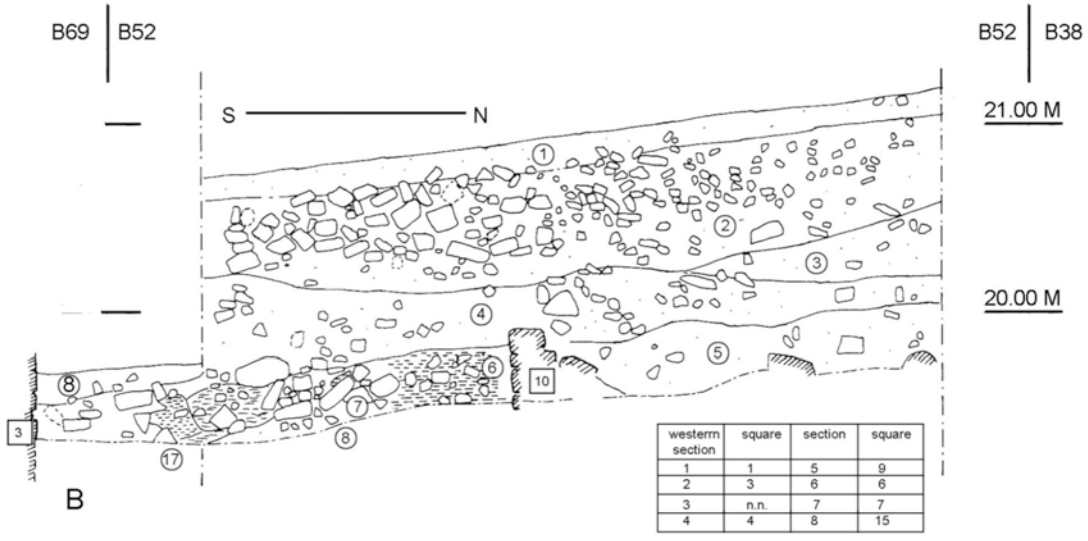 B69 B52
B52 B38
21.00 M
S N
1
2
3
20.00 M
4
5
6
8
10
7
3
8
17
B
westerrn section square section square
1 1 5 9
2 3 6 6
3 n.n. 7 7
4 4 8 15